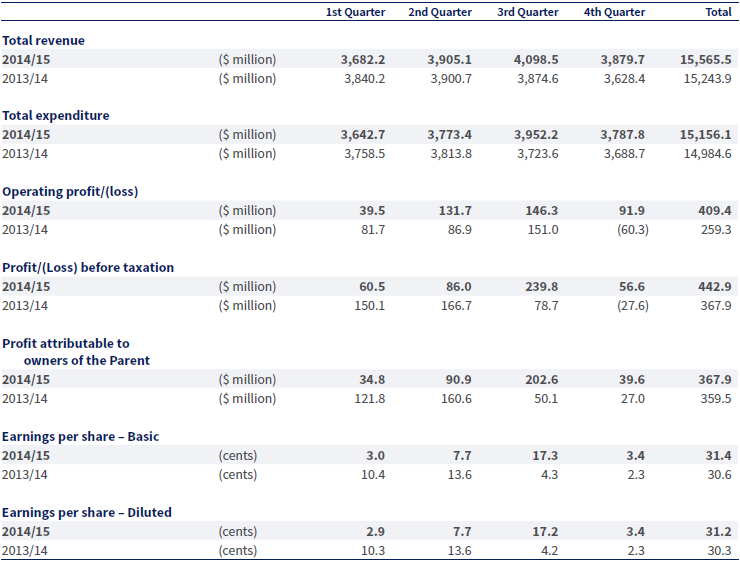 1st Quarter 2nd Quarter 3rd Quarter 4th Quarter Total
Total revenue
2014/15 ($ million) 3,682.2 3,905.1 4,098.5 3,879.7 15,565.5
2013/14 ($ million) 3,840.2 3,900.7 3,874.6 3,628.4 15,243.9
Total expenditure
2014/15 ($ million) 3,642.7 3,773.4 3,952.2 3,787.8 15,156.1
2013/14 ($ million) 3,758.5 3,813.8 3,723.6 3,688.7 14,984.6
Operating profit/(loss)
2014/15 ($ million) 39.5 131.7 146.3 91.9 409.4
2013/14 ($ million) 81.7 86.9 151.0 (60.3) 259.3
Profit/(Loss) before taxation
2014/15 ($ million) 60.5 86.0 239.8 56.6 442.9
2013/14 ($ million) 150.1 166.7 78.7 (27.6) 367.9
Profit attributable to
owners of the Parent
2014/15 ($ million) 34.8 90.9 202.6 39.6 367.9
2013/14 ($ million) 121.8 160.6 50.1 27.0 359.5
Earnings per share – Basic
2014/15 (cents) 3.0 7.7 17.3 3.4 31.4
2013/14 (cents) 10.4 13.6 4.3 2.3 30.6
Earnings per share – Diluted
2014/15 (cents) 2.9 7.7 17.2 3.4 31.2
2013/14 (cents) 10.3 13.6 4.2 2.3 30.3